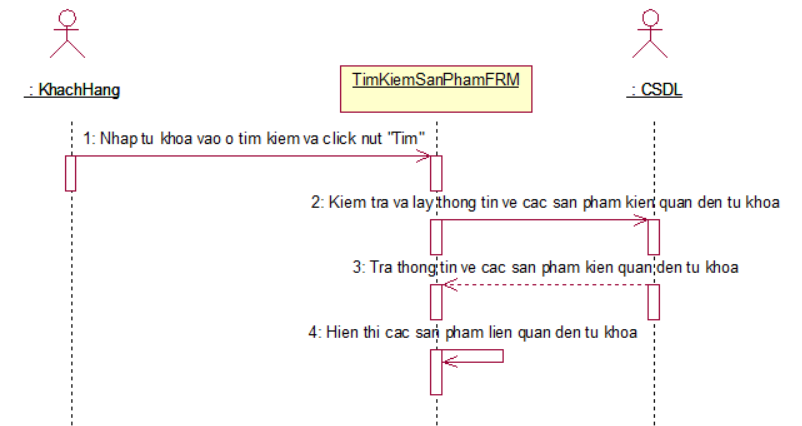 : KhachHang
TimKiemSanPhamFRM
: CSDL
1: Nhap tu khoa vao o tim kiem va click nut "Tim"
2: Kiem tra va lay thong tin ve cac san pham kien quan den tu khoa
3: Tra thong tin ve cac san pham kien quan den tu khoa
4: Hien thi cac san pham lien quan den tu khoa